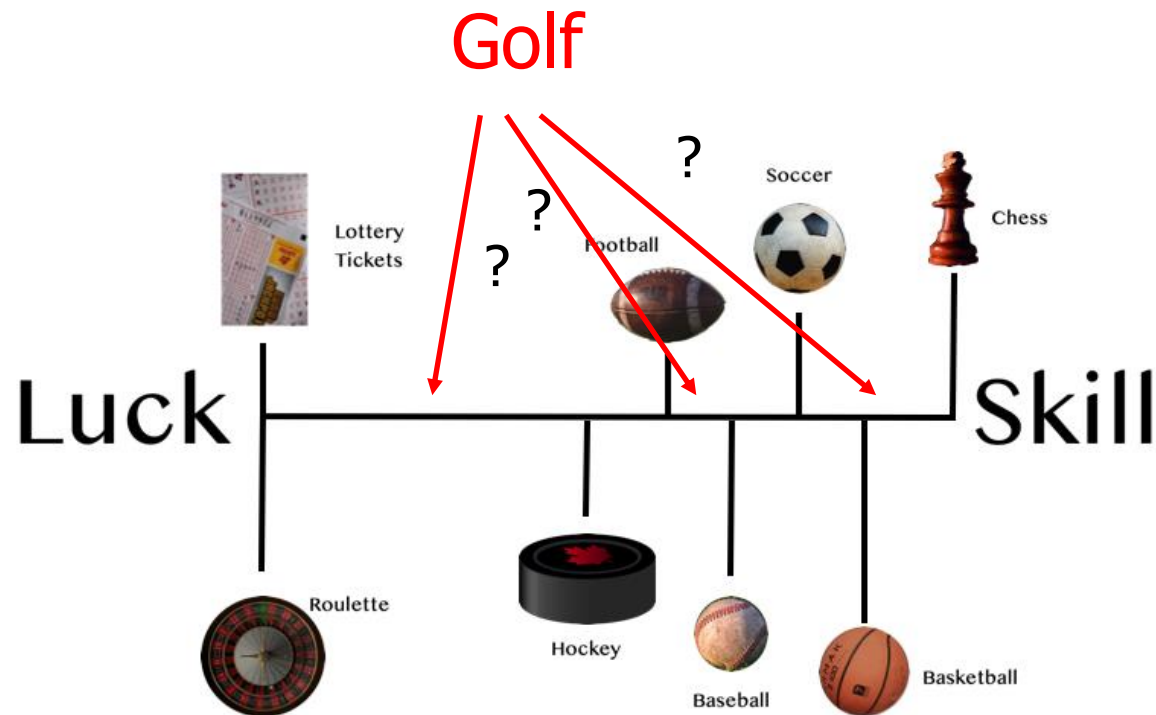 Golf
?
Soccer
?
Chess
Lottery
Tickets
Football
?
Luck
Skill
Roulette
Hockey
Baseball
Basketball